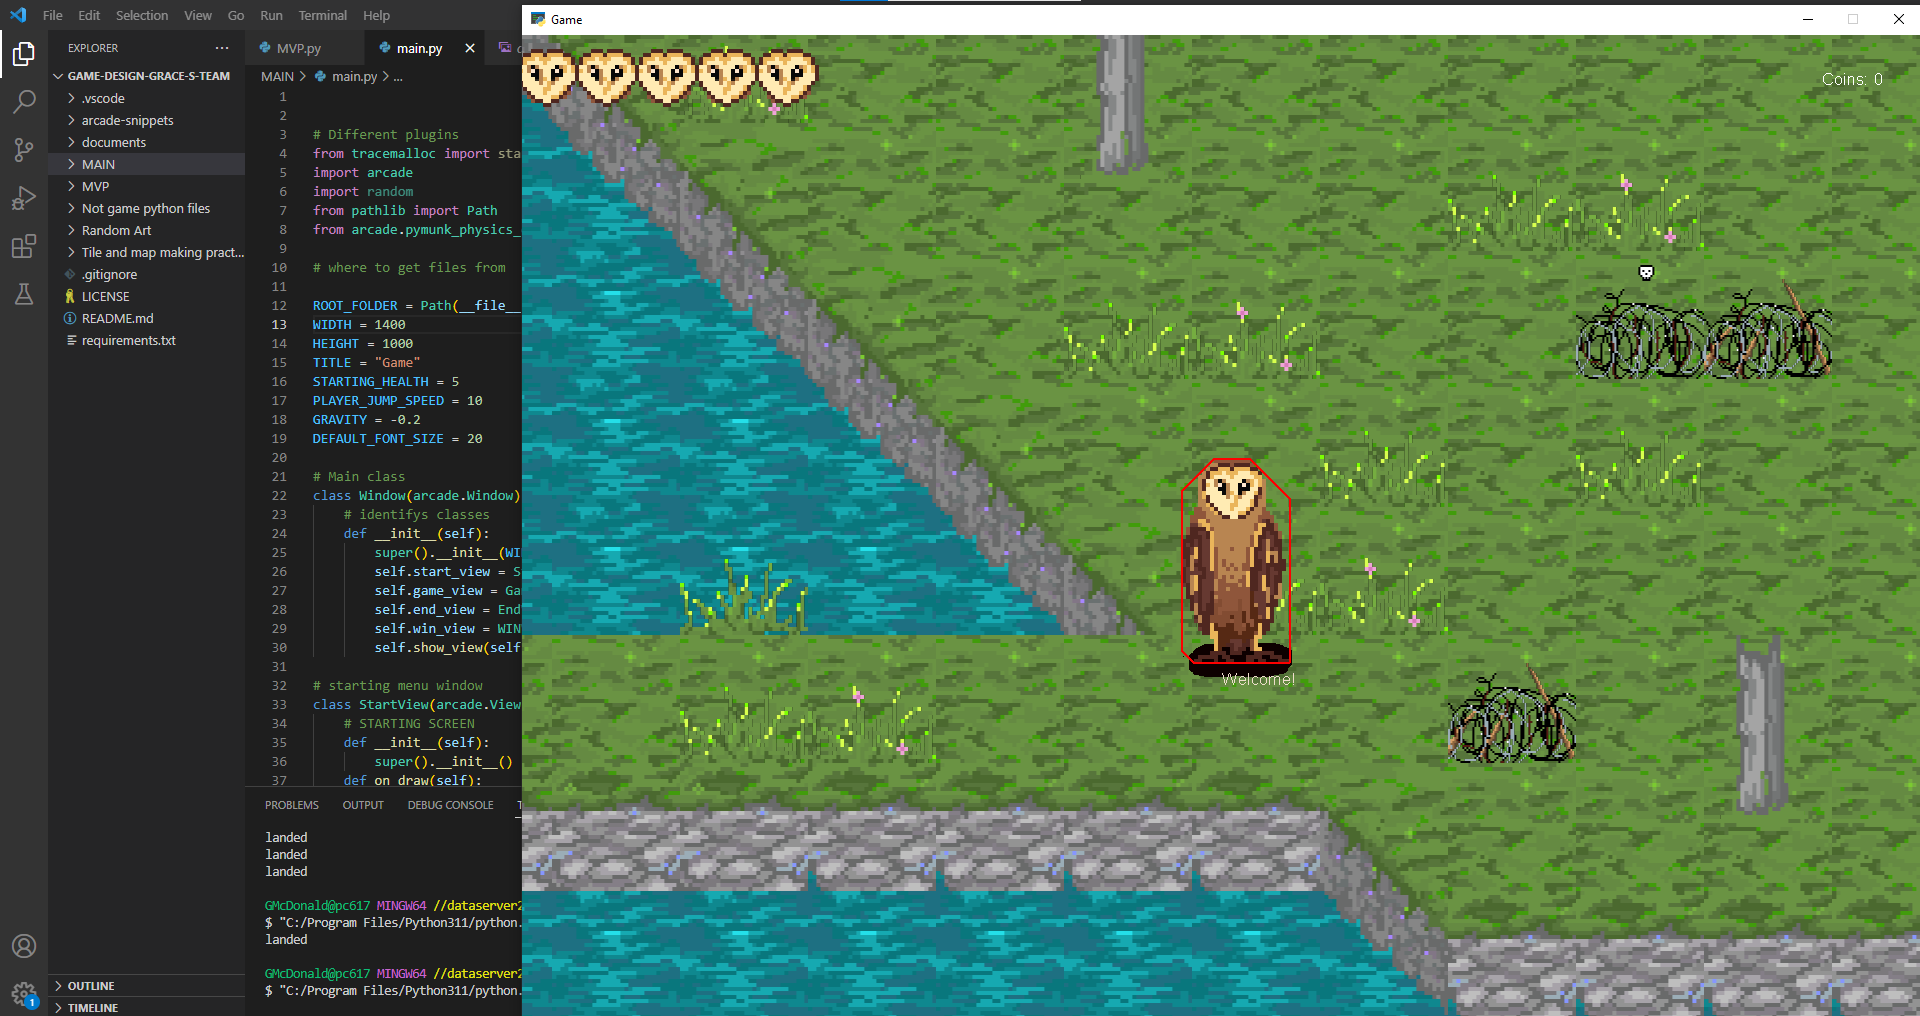 File Edit Selection View Go Run Terminal Help
Game
EXPLORER
GAME-DESIGN-GRACE-S-TEAM
.vscode
arcade-snippets
documents
MAIN
MVP
Not game python files
Random Art
Tile and map making pract...
.gitignore
LICENSE
README.md
requirements.txt
OUTLINE
TIMELINE
1
MVP.py main.py
MAIN > main.py > ...
1
2
3 # Different plugins
4 from tracemalloc import sta
5 import arcade
6 import random
7 from pathlib import Path
8 from arcade.pymunk_physics_
9
10 # where to get files from
11
12 ROOT_FOLDER = Path(__file__
13 WIDTH = 1400
14 HEIGHT = 1000
15 TITLE = "Game"
16 STARTING_HEALTH = 5
17 PLAYER_JUMP_SPEED = 10
18 GRAVITY = -0.2
19 DEFAULT_FONT_SIZE = 20
20
21 # Main class
22 class Window(arcade.Window)
23 # identifys classes
24 def __init__(self):
25 super().__init__(WI
26 self.start_view = S
27 self.game_view = Ga
28 self.end_view = End
29 self.win_view = WIN
30 self.show_view(self
31
32 # starting menu window
33 class StartView(arcade.View
34 # STARTING SCREEN
35 def __init__(self):
36 super().__init__()
37 def on_draw(self):
PROBLEMS OUTPUT DEBUG CONSOLE
landed
landed
landed
GMcDonald@pc617 MINGW64 //dataserver2
$ "C:/Program Files/Python311/python.
landed
GMcDonald@pc617 MINGW64 //dataserver2
$ "C:/Program Files/Python311/python.
Coins: 0
Welcome!